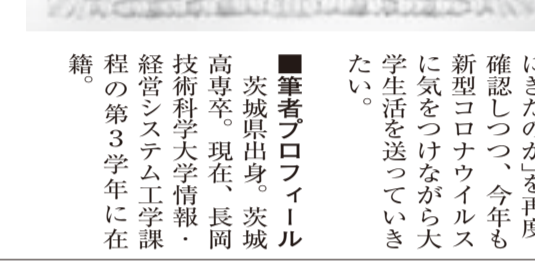 にきたのか」を再度
確認しつつ、今年も
新型コロナウイルス
に気をつけながら大
学生活を送っていき
たい。
■筆者プロフィール
茨城県出身。茨城
高専卒。現在、長岡
技術科学大学情報・
経営システム工学課
程の第３学年に在
籍。